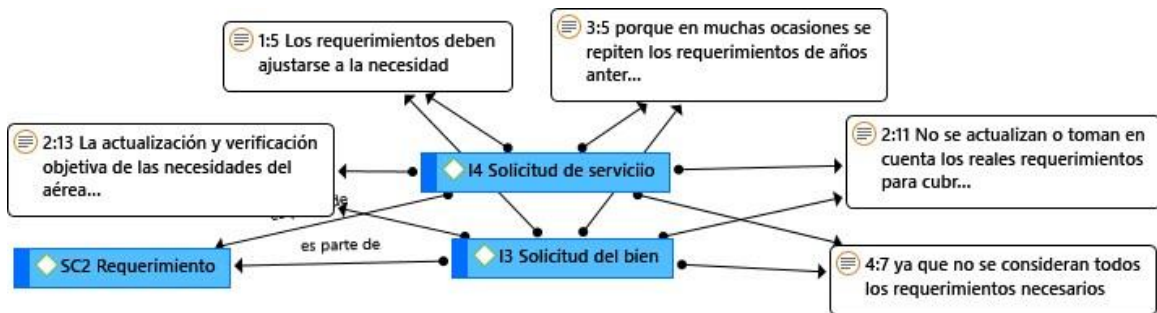 1:5 Los requerimientos deben
ajustarse a la necesidad
3:5 porque en muchas ocasiones se
repiten los requerimientos de años
anter...
2:13 La actualización y verificación
objetiva de las necesidades del
aérea...
I4 Solicitud de serviciio
2:11 No se actualizan o toman en
cuenta los reales requerimientos
para cubr...
es parte de
SC2 Requerimiento
I3 Solicitud del bien
4:7 ya que no se consideran todos
los requerimientos necesarios